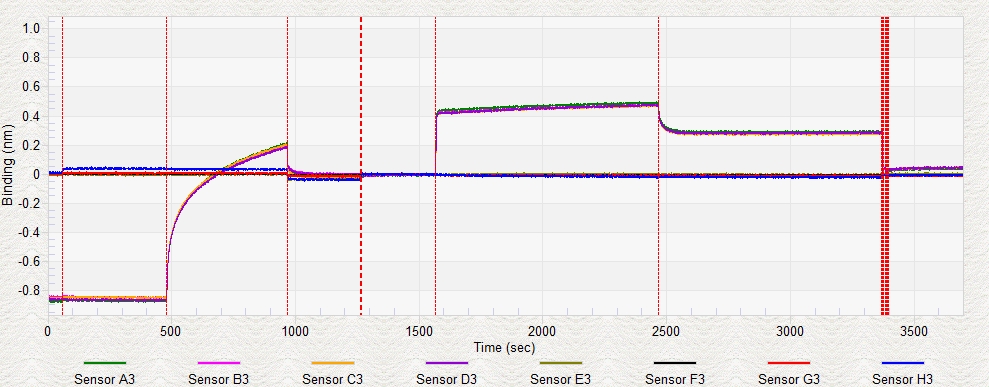 1.0
0.8
0.6
0.4
0.2
0
-0.2
-0.4
-0.6
-0.8
Binding (nm)
0 500 1000 1500 2000 2500 3000 3500
Time (sec)
Sensor A3 Sensor B3 Sensor C3 Sensor D3 Sensor E3 Sensor F3 Sensor G3 Sensor H3